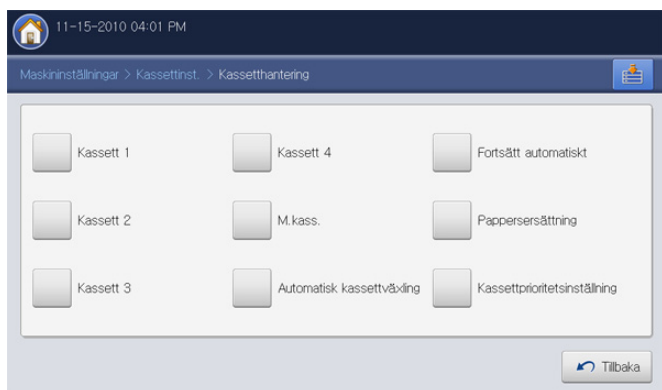 11-15-2010 04:01 PM
Maskininställningar > Kassettinst. > Kassetthantering
Kassett 1
Kassett 4
Fortsätt automatiskt
Kassett 2
M.kass.
Pappersersättning
Kassett 3
Automatisk kassettväxling
Kassettprioritetsinställning
Tillbaka